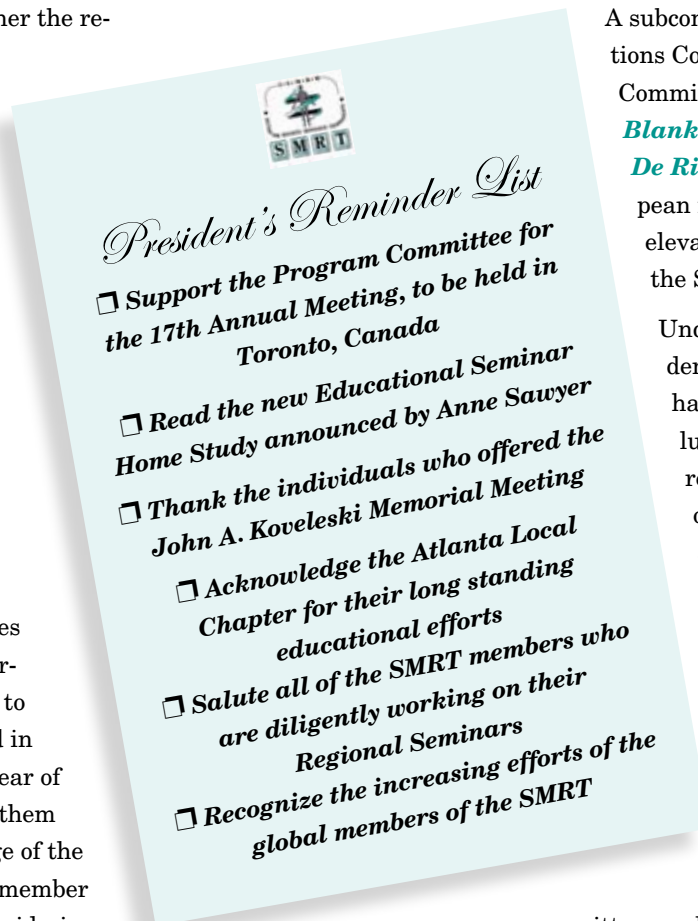 her the re-
es
r-
to
l in
ear of
them
ge of the
member
SMRT
President's Reminder List
❒ Support the Program Committee for
the 17th Annual Meeting, to be held in
Toronto, Canada
❒ Read the new Educational Seminar
Home Study announced by Anne Sawyer
❒ Thank the individuals who offered the
John A. Koveleski Memorial Meeting
❒ Acknowledge the Atlanta Local
Chapter for their long standing
educational efforts
❒ Salute all of the SMRT members who
are diligently working on their
Regional Seminars
❒ Recognize the increasing efforts of the
global members of the SMRT
A subcon
tions Co
Commi
Blank
De Ri
pean
eleva
the S
Und
der
ha
lu
r